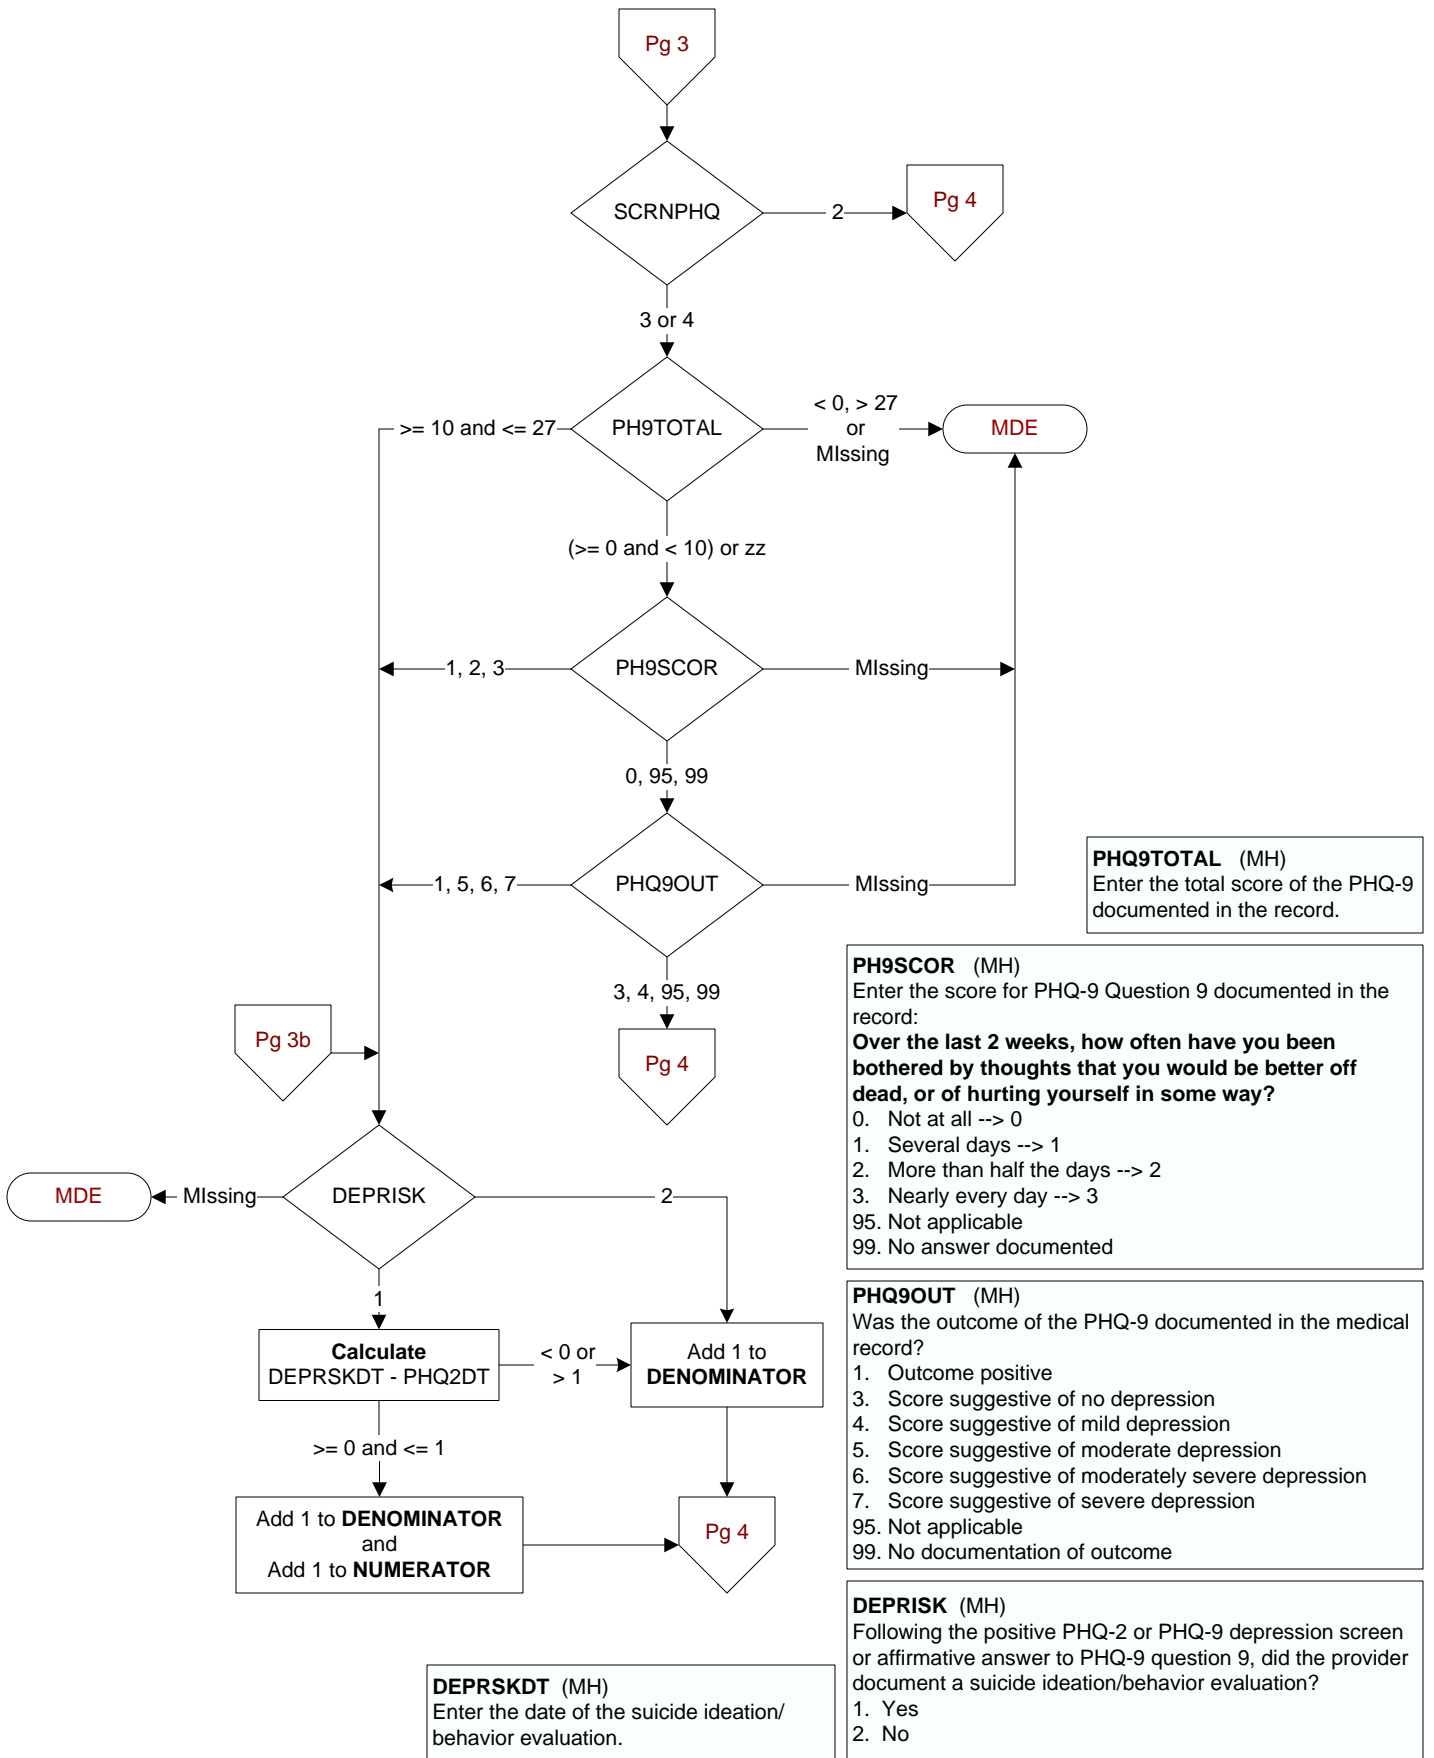 Pg 3
SCRNPHQ
2
Pg 4
3 or 4
PH9TOTAL
>= 10 and <= 27
< 0, > 27
or
MIssing
MDE
(>= 0 and < 10) or zz
PH9SCOR
1, 2, 3
MIssing
0, 95, 99
PHQ9OUT
1, 5, 6, 7
MIssing
3, 4, 95, 99
Pg 4
Pg 3b
DEPRISK
MIssing
MDE
2
1
Calculate
DEPRSKDT - PHQ2DT
< 0 or
> 1
Add 1 to
DENOMINATOR
>= 0 and <= 1
Add 1 to DENOMINATOR
and
Add 1 to NUMERATOR
Pg 4
PHQ9TOTAL (MH)
Enter the total score of the PHQ-9
documented in the record.
PH9SCOR (MH)
Enter the score for PHQ-9 Question 9 documented in the
record:
Over the last 2 weeks, how often have you been
bothered by thoughts that you would be better off
dead, or of hurting yourself in some way?
0. Not at all --> 0
1. Several days --> 1
2. More than half the days --> 2
3. Nearly every day --> 3
95. Not applicable
99. No answer documented
PHQ9OUT (MH)
Was the outcome of the PHQ-9 documented in the medical
record?
1. Outcome positive
3. Score suggestive of no depression
4. Score suggestive of mild depression
5. Score suggestive of moderate depression
6. Score suggestive of moderately severe depression
7. Score suggestive of severe depression
95. Not applicable
99. No documentation of outcome
DEPRISK (MH)
Following the positive PHQ-2 or PHQ-9 depression screen
or affirmative answer to PHQ-9 question 9, did the provider
document a suicide ideation/behavior evaluation?
1. Yes
2. No
DEPRSKDT (MH)
Enter the date of the suicide ideation/
behavior evaluation.